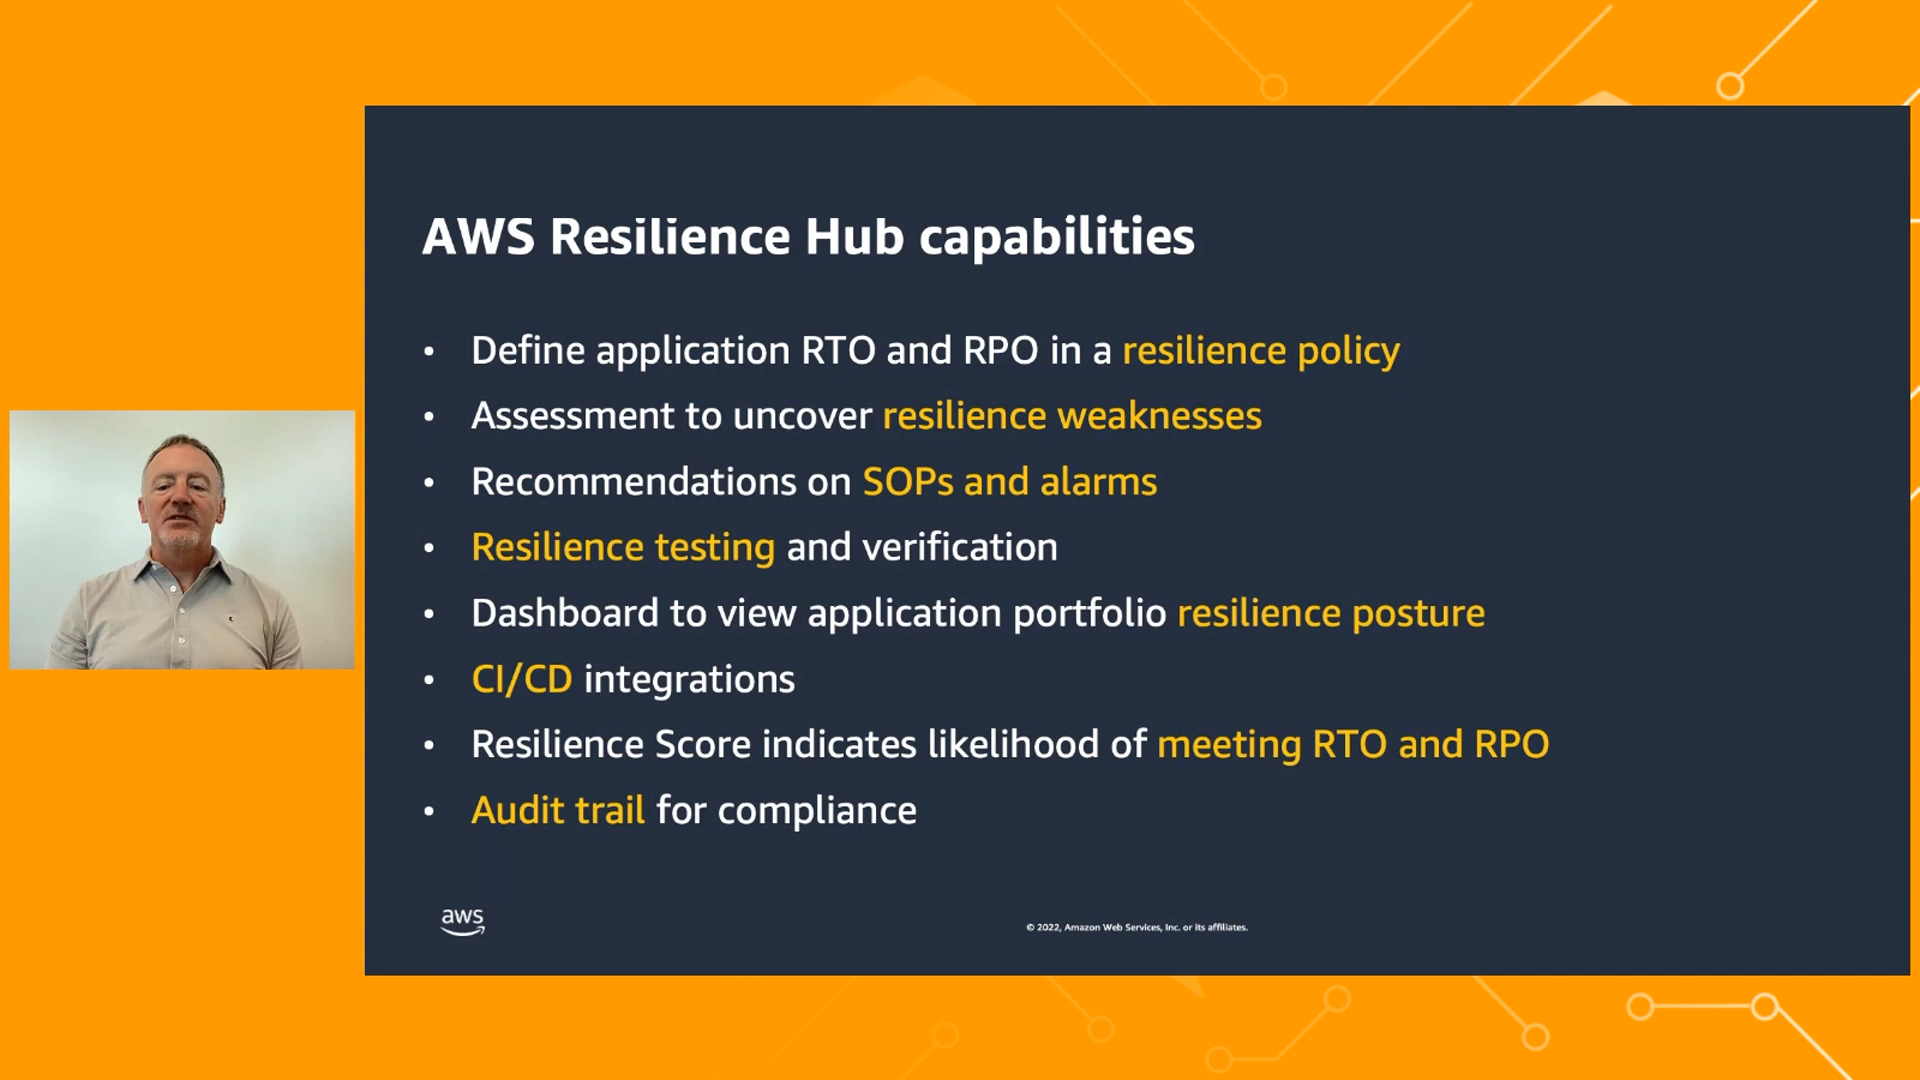 AWS Resilience Hub capabilities
• Define application RTO and RPO in a resilience policy
• Assessment to uncover resilience weaknesses
• Recommendations on SOPs and alarms
• Resilience testing and verification
• Dashboard to view application portfolio resilience posture
• CI/CD integrations
• Resilience Score indicates likelihood of meeting RTO and RPO
• Audit trail for compliance
aws
© 2022, Amazon Web Services, Inc. or its affiliates.